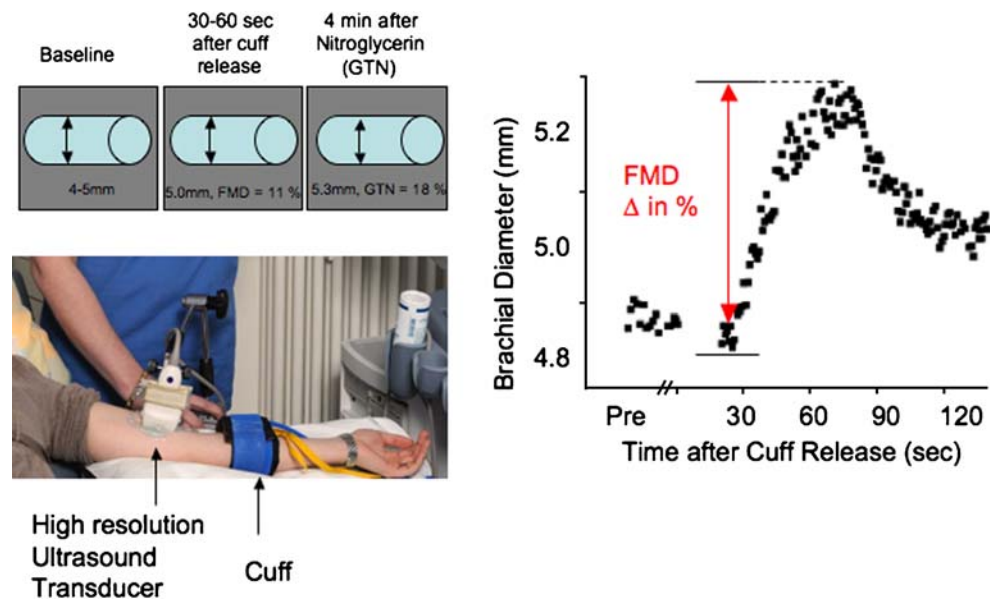 Baseline
30-60 sec
after cuff
release
4 min after
Nitroglycerin
(GTN)
4-5mm
5.0mm, FMD = 11 %
5.3mm, GTN = 18 %
High resolution
Ultrasound
Transducer
Cuff
Brachial Diameter (mm)
5.2
5.0
4.8
FMD
Δ in %
Pre
30
60
90
120
Time after Cuff Release (sec)